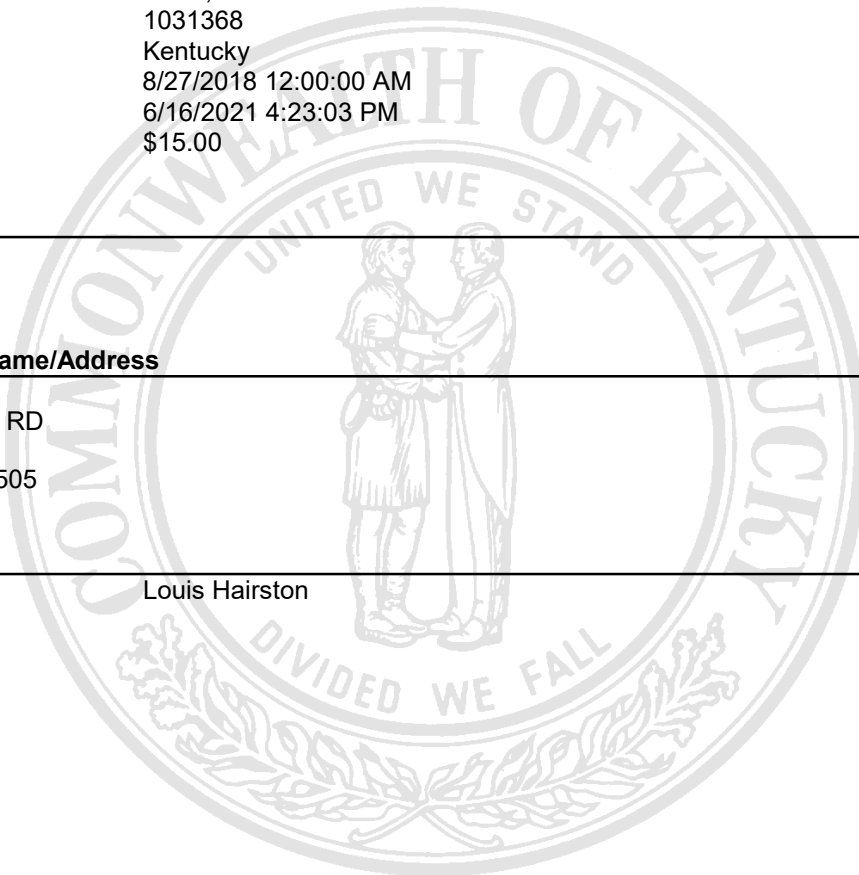 1031368
Kentucky
8/27/2018 12:00:00 AM
6/16/2021 4:23:03 PM
$15.00
COMMONWEALTH OF KENTUCKY
UNITED WE STAND
ame/Address
RD
505
Louis Hairston
DIVIDED WE FALL